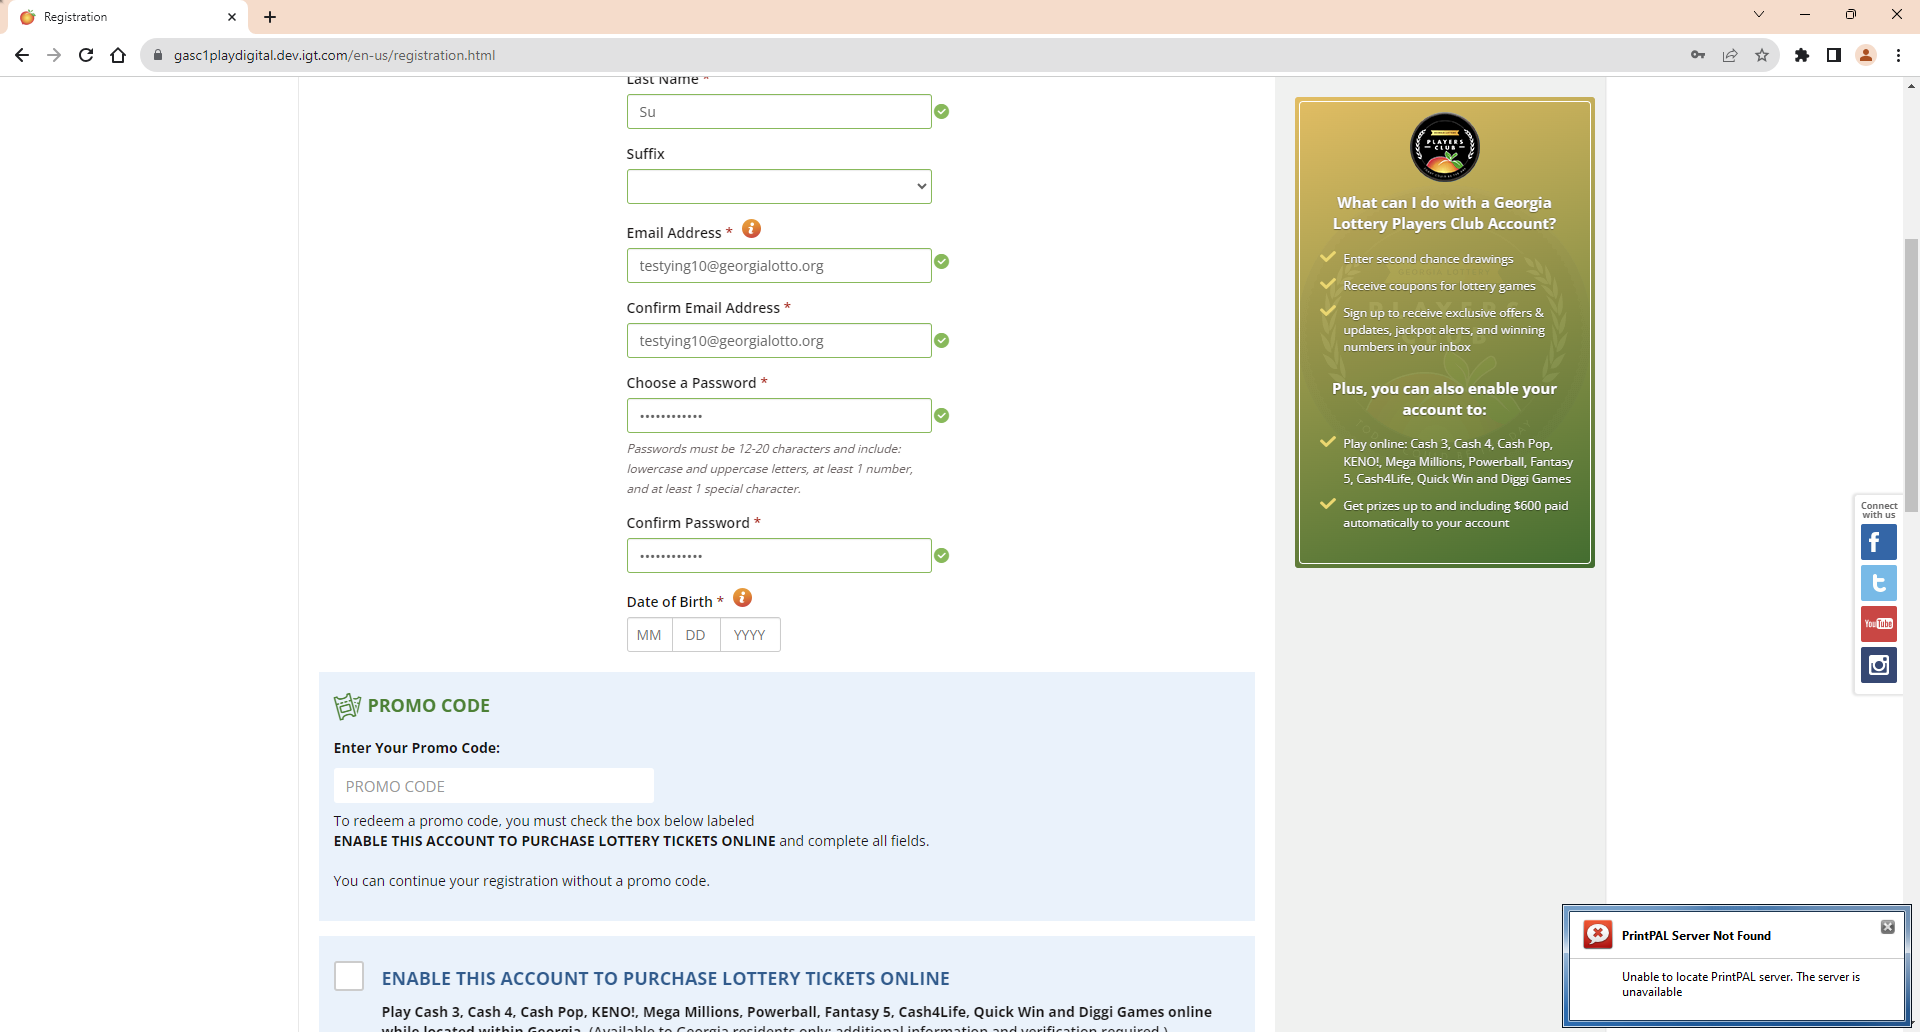 Registration
gasc1playdigital.dev.igt.com/en-us/registration.html
Last Name *
Su
Suffix
Email Address *
testying10@georgialotto.org
Confirm Email Address *
testying10@georgialotto.org
Choose a Password *
••••••••••••
Passwords must be 12-20 characters and include:
lowercase and uppercase letters, at least 1 number,
and at least 1 special character.
Confirm Password *
••••••••••••
Date of Birth *
MM DD YYYY
PROMO CODE
Enter Your Promo Code:
PROMO CODE
To redeem a promo code, you must check the box below labeled
ENABLE THIS ACCOUNT TO PURCHASE LOTTERY TICKETS ONLINE and complete all fields.
You can continue your registration without a promo code.
ENABLE THIS ACCOUNT TO PURCHASE LOTTERY TICKETS ONLINE
Play Cash 3, Cash 4, Cash Pop, KENO!, Mega Millions, Powerball, Fantasy 5, Cash4Life, Quick Win and Diggi Games online
while located within Georgia. (Available to Georgia residents only; additional information and verification required.)
PLAYERS
CLUB
What can I do with a Georgia
Lottery Players Club Account?
Enter second chance drawings
Receive coupons for lottery games
Sign up to receive exclusive offers &
updates, jackpot alerts, and winning
numbers in your inbox
Plus, you can also enable your
account to:
Play online: Cash 3, Cash 4, Cash Pop,
KENO!, Mega Millions, Powerball, Fantasy
5, Cash4Life, Quick Win and Diggi Games
Get prizes up to and including $600 paid
automatically to your account
Connect
with us
YouTube
PrintPAL Server Not Found
Unable to locate PrintPAL server. The server is
unavailable